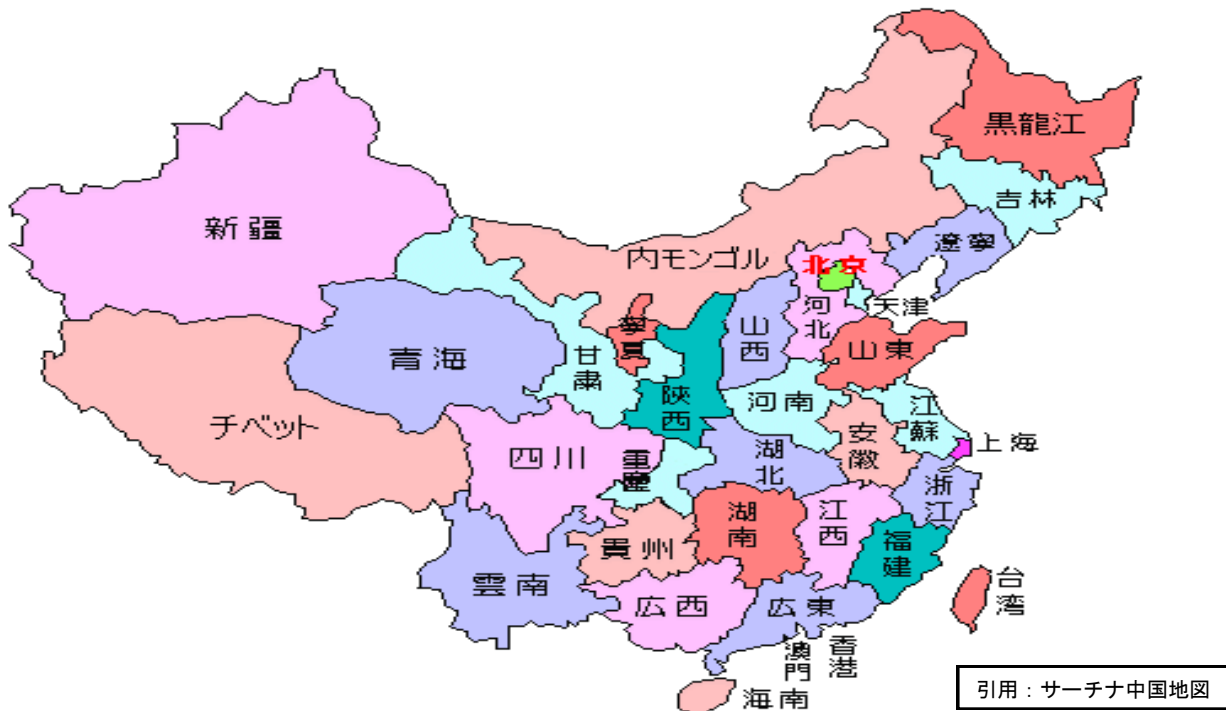 黒龍江
吉林
遼寧
新疆
内モンゴル
北京
天津
河北
山西
山東
寧夏
甘粛
青海
陝西
河南
江蘇
チベット
安徽
上海
四川
重慶
湖北
浙江
湖南
江西
貴州
福建
雲南
台湾
広西
広東
香港
澳門
海南
引用：サーチナ中国地図